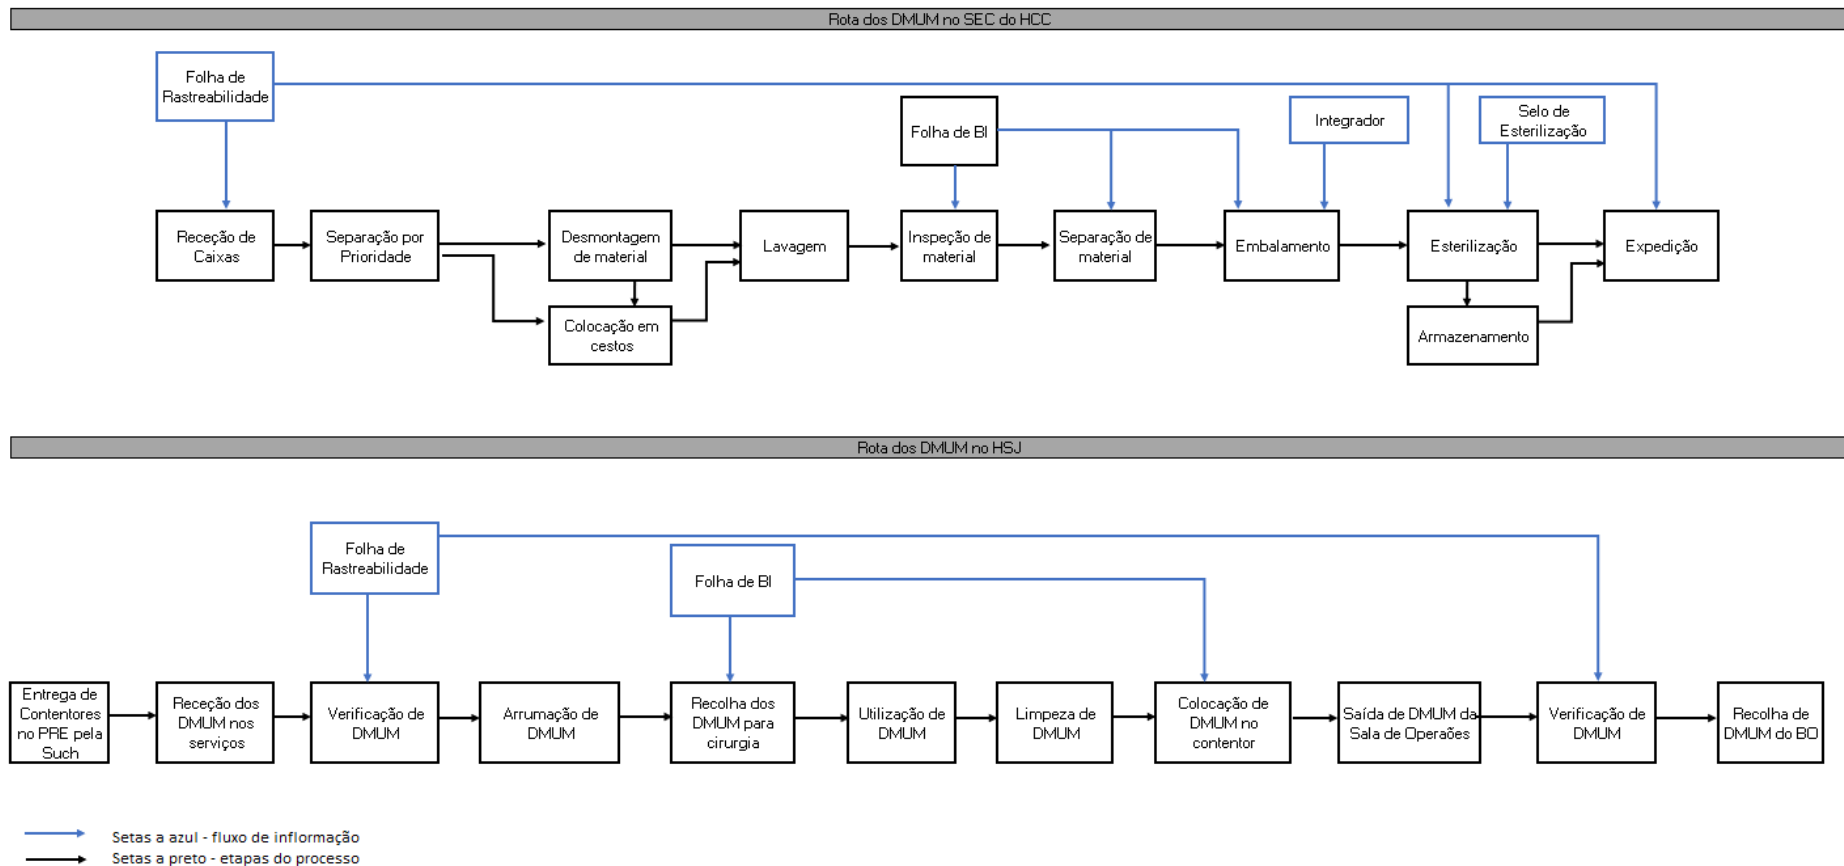 Rota dos DMUM no SEC do HCC
Folha de
Rastreabilidade
Folha de BI
Integrador
Selo de
Esterilização
Receção de
Caixas
Separação por
Prioridade
Desmontagem
de material
Lavagem
Inspeção de
material
Separação de
material
Embalamento
Esterilização
Expedição
Colocação em
cestos
Armazenamento
Rota dos DMUM no HSJ
Folha de
Rastreabilidade
Folha de BI
Entrega de
Contentores
no PRE pela
Such
Receção dos
DMUM nos
serviços
Verificação de
DMUM
Arrumação de
DMUM
Recolha dos
DMUM para
cirurgia
Utilização de
DMUM
Limpeza de
DMUM
Colocação de
DMUM no
contentor
Saída de DMUM da
Sala de Operaões
Verificação de
DMUM
Recolha de
DMUM do BO
Setas a azul - fluxo de inflormação
Setas a preto - etapas do processo